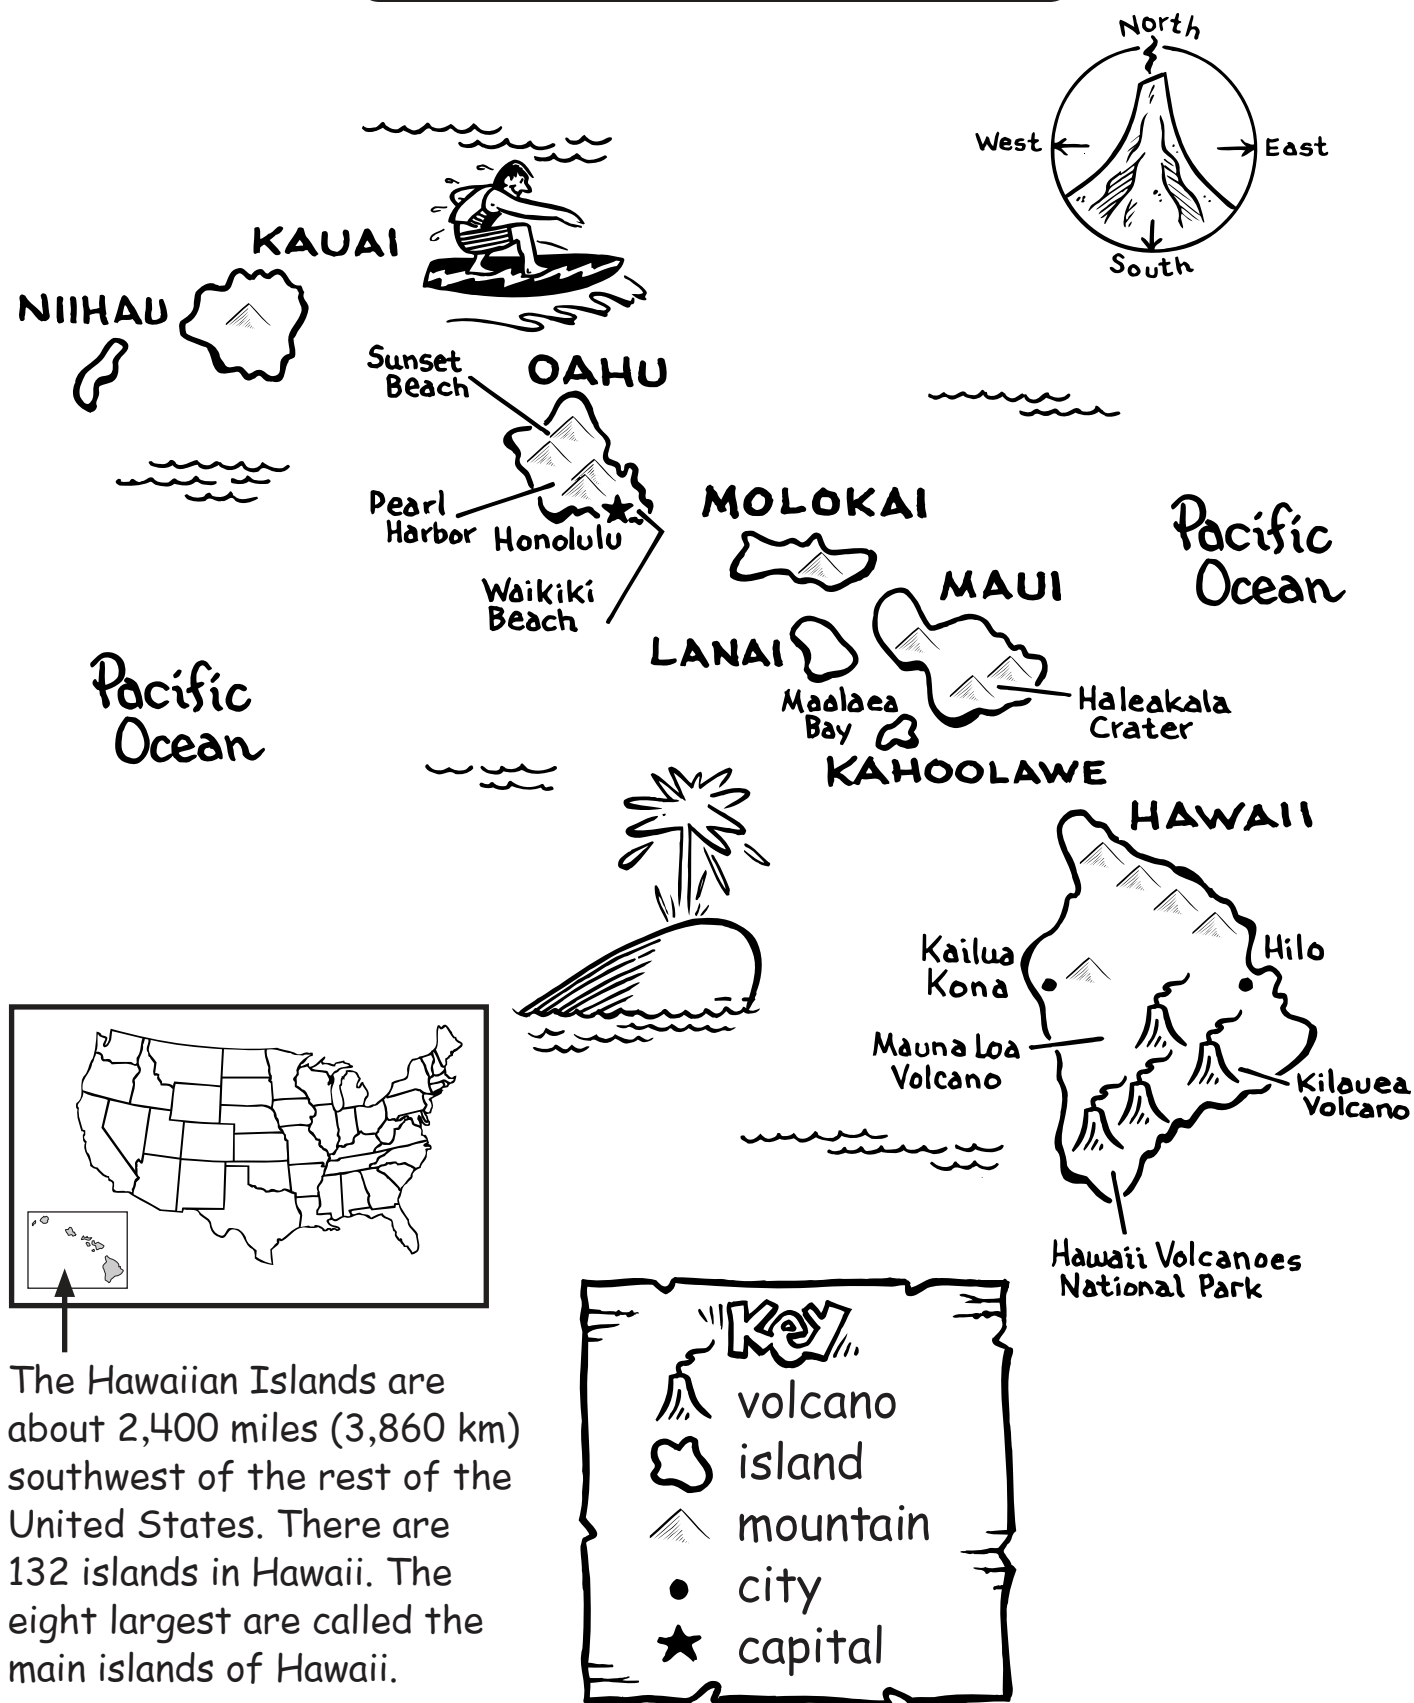 North
West
East
South
KAUAI
NIIHAU
Sunset
Beach
OAHU
Pearl
Harbor
Honolulu
Waikiki
Beach
MOLOKAI
Pacific
Ocean
MAUI
LANAI
Maalaea
Bay
Haleakala
Crater
KAHOOLAWE
Pacific
Ocean
HAWAII
Kailua
Kona
Hilo
Mauna Loa
Volcano
Kilauea
Volcano
Hawaii Volcanoes
National Park
The Hawaiian Islands are
about 2,400 miles (3,860 km)
southwest of the rest of the
United States. There are
132 islands in Hawaii. The
eight largest are called the
main islands of Hawaii.
Key
volcano
island
mountain
city
capital